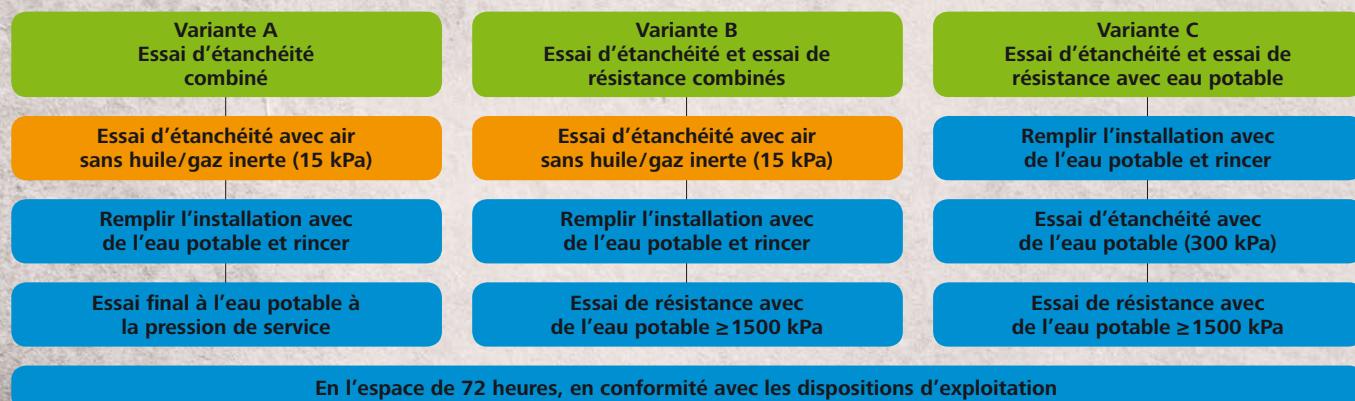 Variante A
Essai d'étanchéité
combiné
Essai d'étanchéité avec air
sans huile/gaz inerte (15 kPa)
Remplir l'installation avec
de l'eau potable et rincer
Essai final à l'eau potable à
la pression de service
Variante B
Essai d'étanchéité et essai de
résistance combinés
Essai d'étanchéité avec air
sans huile/gaz inerte (15 kPa)
Remplir l'installation avec
de l'eau potable et rincer
Essai de résistance avec
de l'eau potable ≥1500 kPa
Variante C
Essai d'étanchéité et essai de
résistance avec eau potable
Remplir l'installation avec
de l'eau potable et rincer
Essai d'étanchéité avec
de l'eau potable (300 kPa)
Essai de résistance avec
de l'eau potable ≥1500 kPa
En l'espace de 72 heures, en conformité avec les dispositions d'exploitation